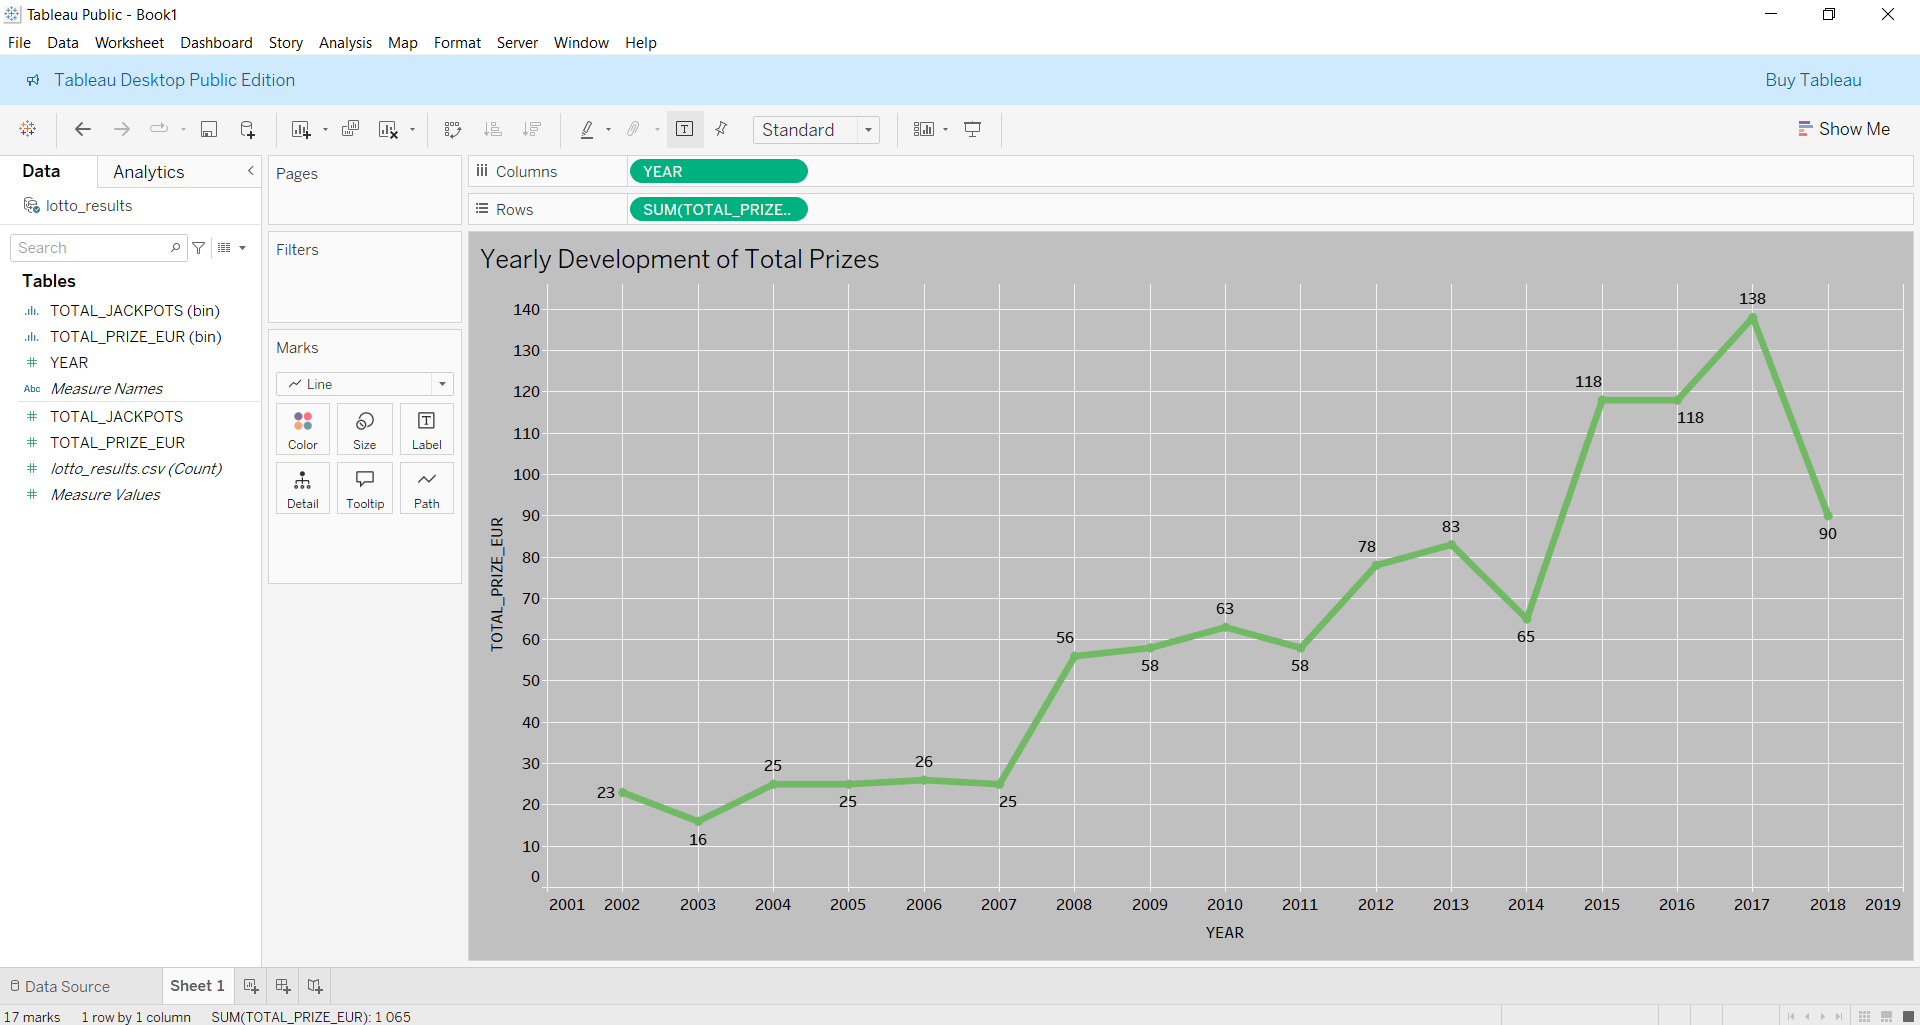 Tableau Public - Book1
File Data Worksheet Dashboard Story Analysis Map Format Server Window Help
Tableau Desktop Public Edition
Buy Tableau
Standard
Show Me
Data
Analytics
lotto_results
Search
Tables
TOTAL_JACKPOTS (bin)
TOTAL_PRIZE_EUR (bin)
YEAR
Abc Measure Names
TOTAL_JACKPOTS
TOTAL_PRIZE_EUR
lotto_results.csv (Count)
Measure Values
Pages
Filters
Marks
Line
Color Size Label
Detail Tooltip Path
Columns YEAR
Rows SUM(TOTAL_PRIZE..
Yearly Development of Total Prizes
TOTAL_PRIZE_EUR
140
130
120
110
100
90
80
70
60
50
40
30
20
10
0
23
16
25
25
26
25
56
58
63
58
78
83
65
118
118
138
90
2001 2002 2003 2004 2005 2006 2007 2008 2009 2010 2011 2012 2013 2014 2015 2016 2017 2018 2019
YEAR
Data Source
Sheet 1
17 marks 1 row by 1 column SUM(TOTAL_PRIZE_EUR): 1 065